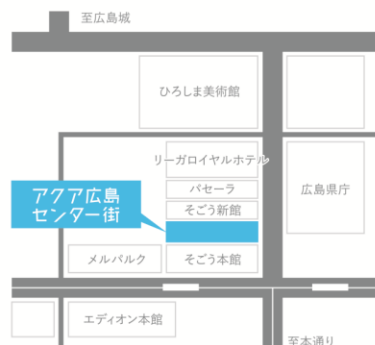 至広島城
ひろしま美術館
リーガロイヤルホテル
パセーラ
広島県庁
アクア広島
センター街
そごう新館
メルパルク
そごう本館
エディオン本館
至本通り